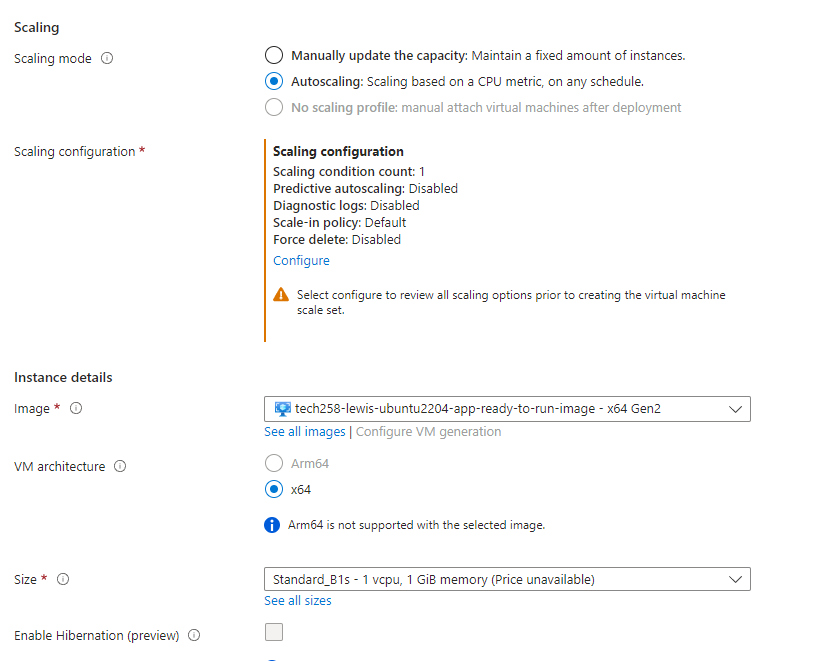 Scaling
Scaling mode
Manually update the capacity: Maintain a fixed amount of instances.
Autoscaling: Scaling based on a CPU metric, on any schedule.
No scaling profile: manual attach virtual machines after deployment
Scaling configuration *
Scaling configuration
Scaling condition count: 1
Predictive autoscaling: Disabled
Diagnostic logs: Disabled
Scale-in policy: Default
Force delete: Disabled
Configure
Select configure to review all scaling options prior to creating the virtual machine
scale set.
Instance details
Image *
tech258-lewis-ubuntu2204-app-ready-to-run-image - x64 Gen2
See all images | Configure VM generation
VM architecture
Arm64
x64
Arm64 is not supported with the selected image.
Size *
Standard_B1s - 1 vcpu, 1 GiB memory (Price unavailable)
See all sizes
Enable Hibernation (preview)